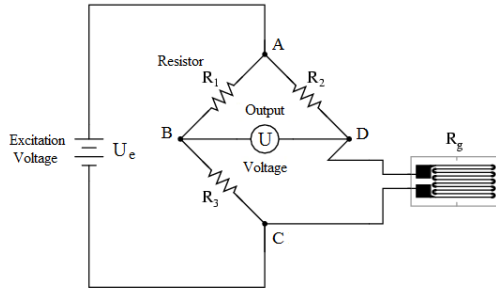 A
Resistor
R1
R2
Output
B
U
D
Excitation
Voltage
Ue
Voltage
Rg
R3
C